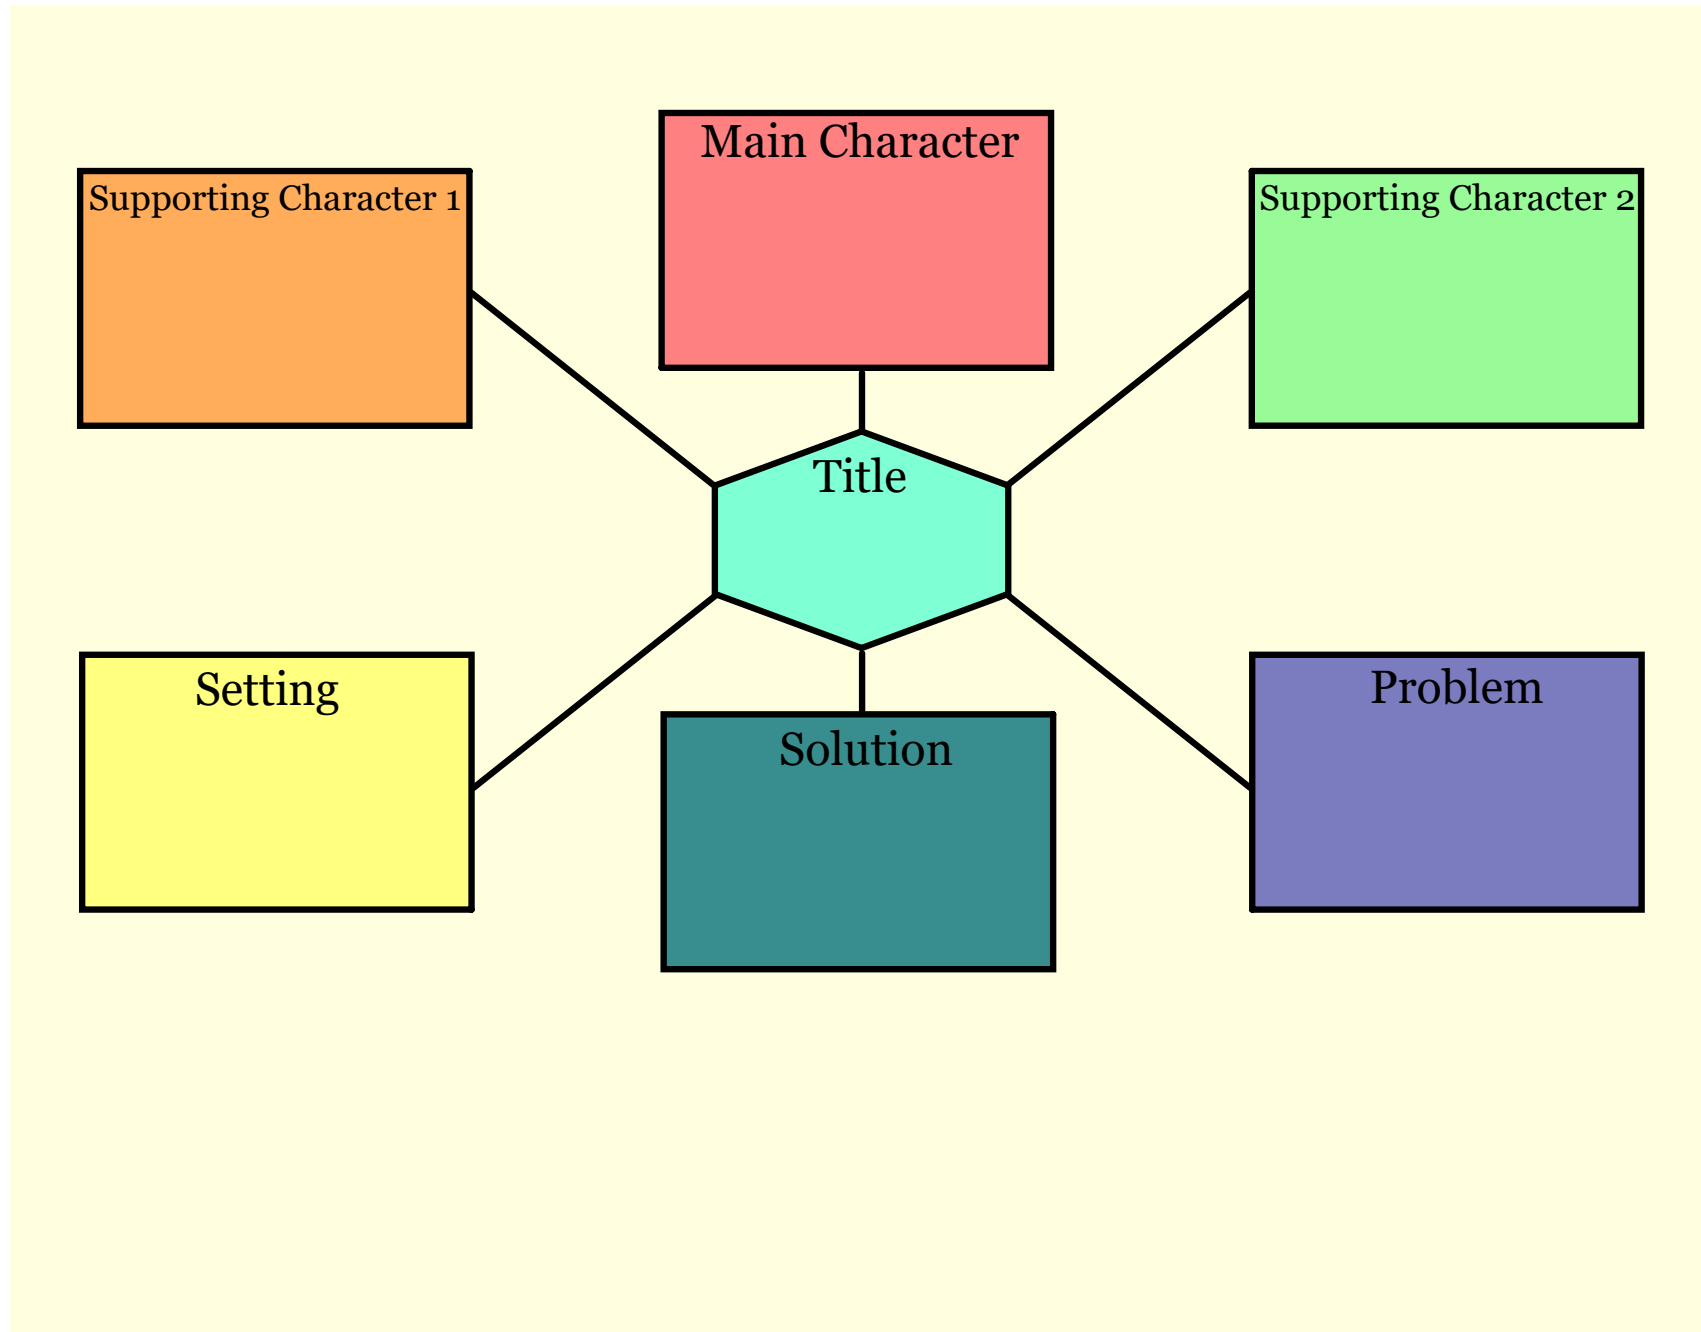 Main Character
Supporting Character 1
Supporting Character 2
Title
Setting
Problem
Solution